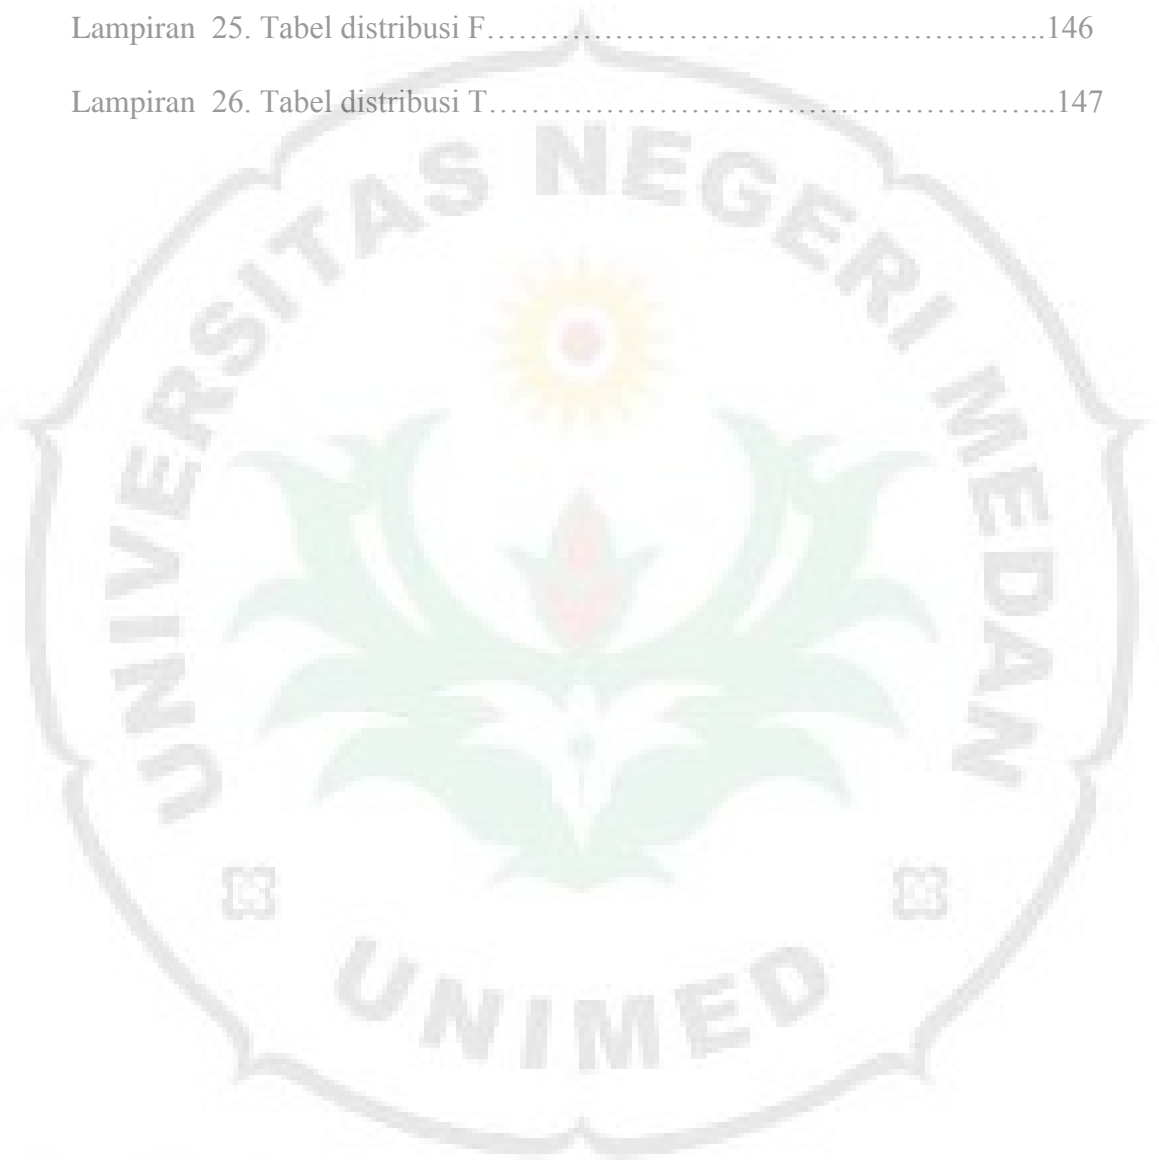 Lampiran  25. Tabel distribusi F……………………………………………..146
Lampiran  26. Tabel distribusi T……………………………………………...147
UNIVERSITAS NEGERI MEDAN
UNIMED